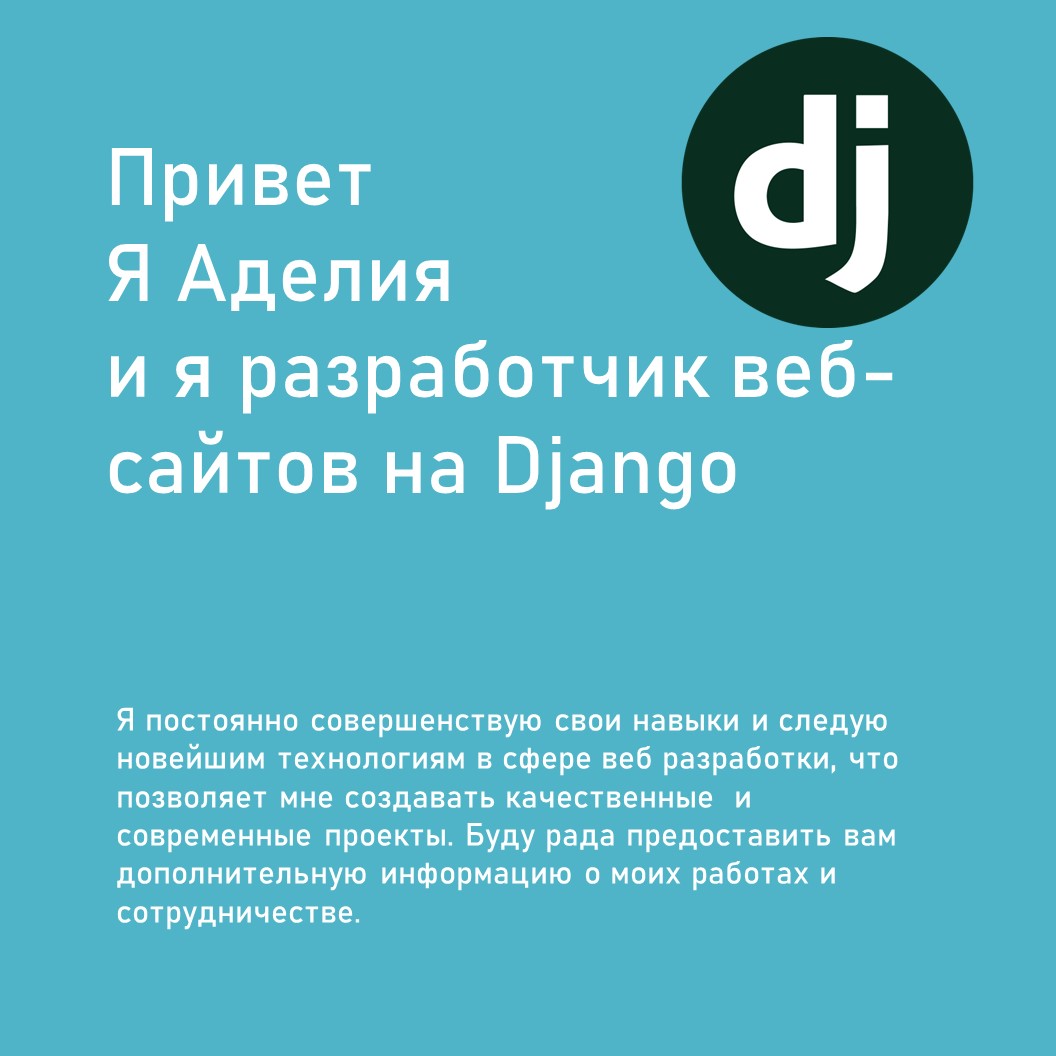 dj
Привет
Я Аделия
и я разработчик веб-
сайтов на Django
Я постоянно совершенствую свои навыки и следую
новейшим технологиям в сфере веб разработки, что
позволяет мне создавать качественные и
современные проекты. Буду рада предоставить вам
дополнительную информацию о моих работах и
сотрудничестве.